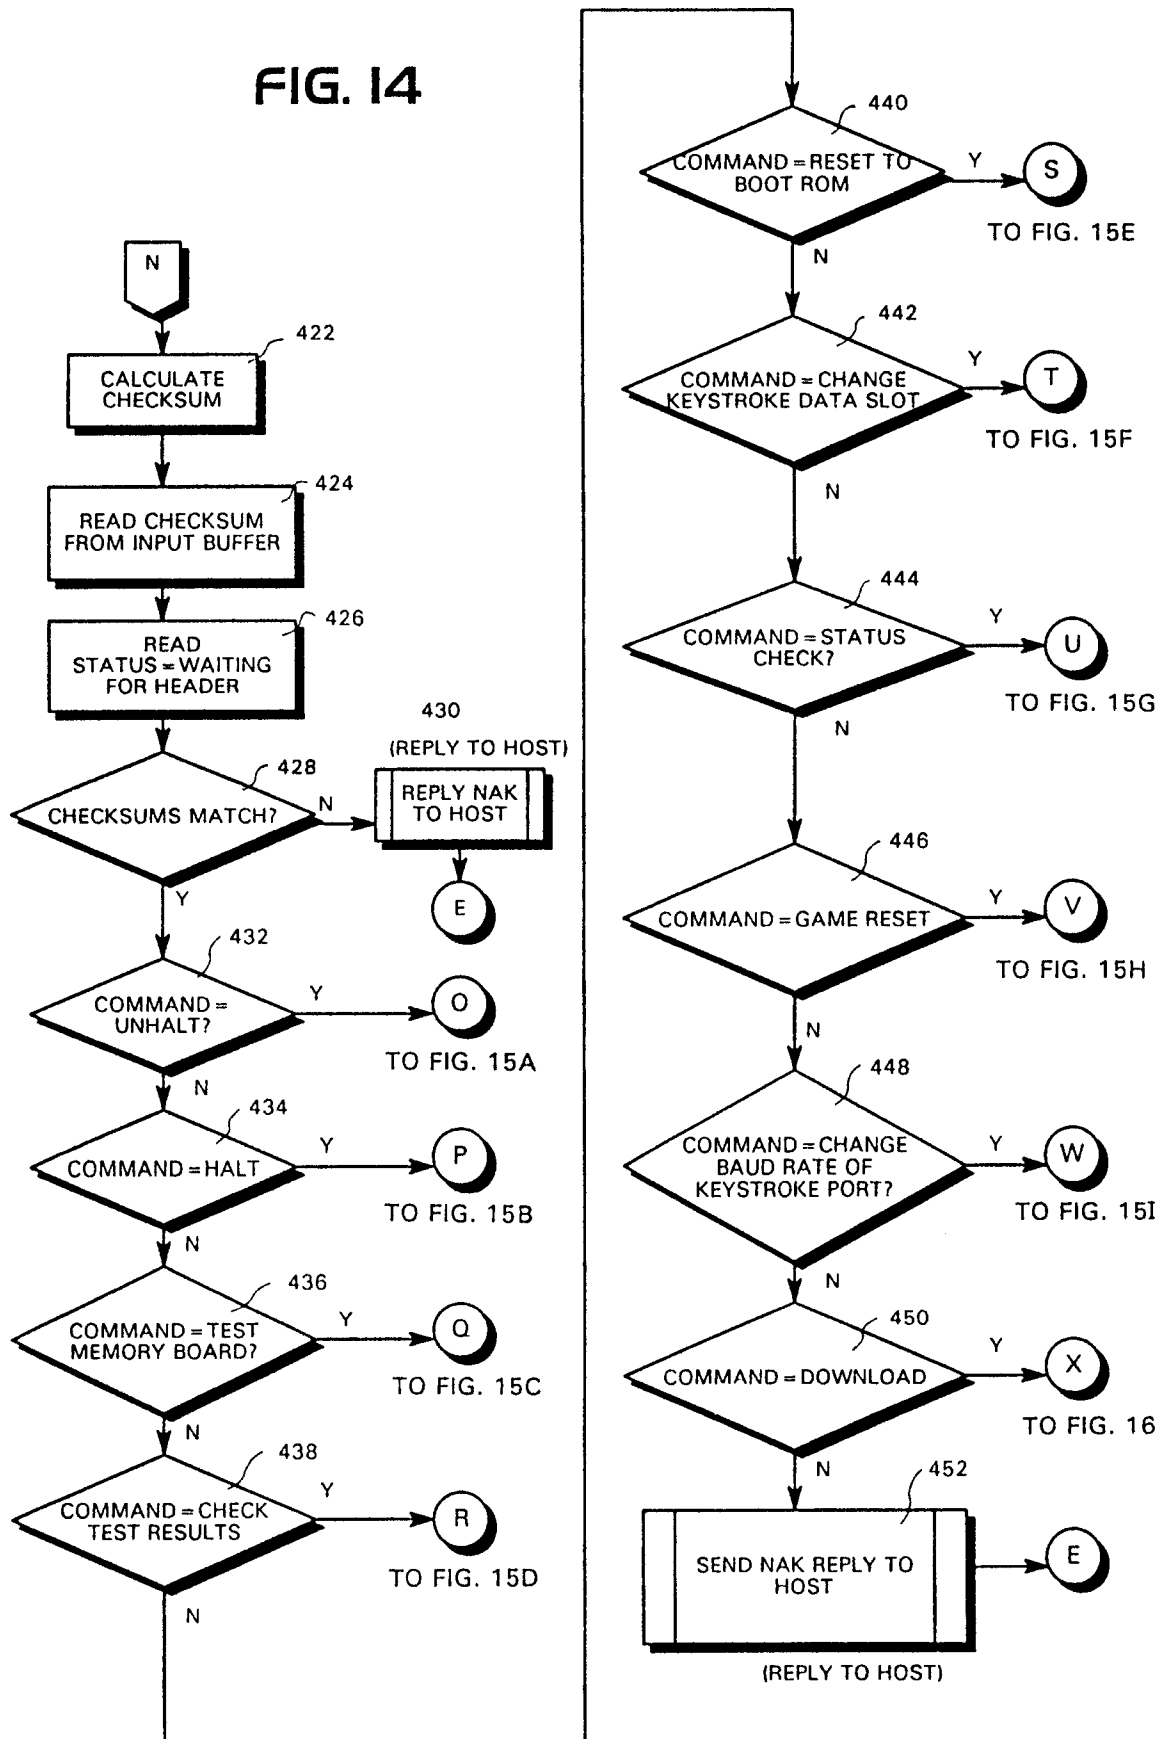 FIG. 14
N
422
CALCULATE
CHECKSUM
424
READ CHECKSUM
FROM INPUT BUFFER
426
READ
STATUS=WAITING
FOR HEADER
428
CHECKSUMS MATCH?
N
430
(REPLY TO HOST)
REPLY NAK
TO HOST
E
Y
432
COMMAND=
UNHALT?
Y
O
TO FIG. 15A
N
434
COMMAND=HALT
Y
P
TO FIG. 15B
N
436
COMMAND=TEST
MEMORY BOARD?
Y
Q
TO FIG. 15C
N
438
COMMAND=CHECK
TEST RESULTS
Y
R
TO FIG. 15D
N
440
COMMAND=RESET TO
BOOT ROM
Y
S
TO FIG. 15E
N
442
COMMAND=CHANGE
KEYSTROKE DATA SLOT
Y
T
TO FIG. 15F
N
444
COMMAND=STATUS
CHECK?
Y
U
TO FIG. 15G
N
446
COMMAND=GAME RESET
Y
V
TO FIG. 15H
N
448
COMMAND=CHANGE
BAUD RATE OF
KEYSTROKE PORT?
Y
W
TO FIG. 15I
N
450
COMMAND=DOWNLOAD
Y
X
TO FIG. 16
N
452
SEND NAK REPLY TO
HOST
E
(REPLY TO HOST)